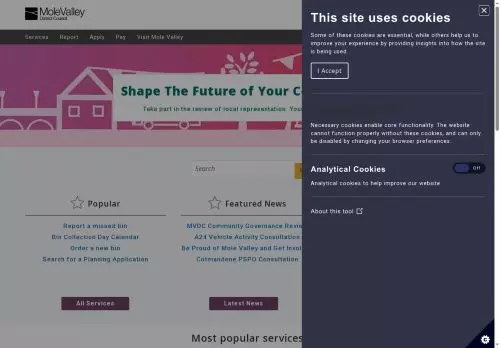 MoleValley
District Council
Services Report Apply Pay Visit Mole Valley
Shape The Future of Your C
Take part in the review of local representation. Your
Search
Popular
Report a missed bin
Bin Collection Day Calendar
Order a new bin
Search for a Planning Application
All Services
Featured News
MVDC Community Governance Review
A24 Vehicle Activity Consultation
Be Proud of Mole Valley and Get Invol
Cotmandene PSPO Consultation
Latest News
Most popular services
This site uses cookies
Some of these cookies are essential, while others help us
to improve your experience by providing insights into how the site
is being used.
I Accept
Necessary cookies enable core functionality. The website
cannot function properly without these cookies, and can only
be disabled by changing your browser preferences.
Analytical Cookies
Off
Analytical cookies to help improve our website
About this tool